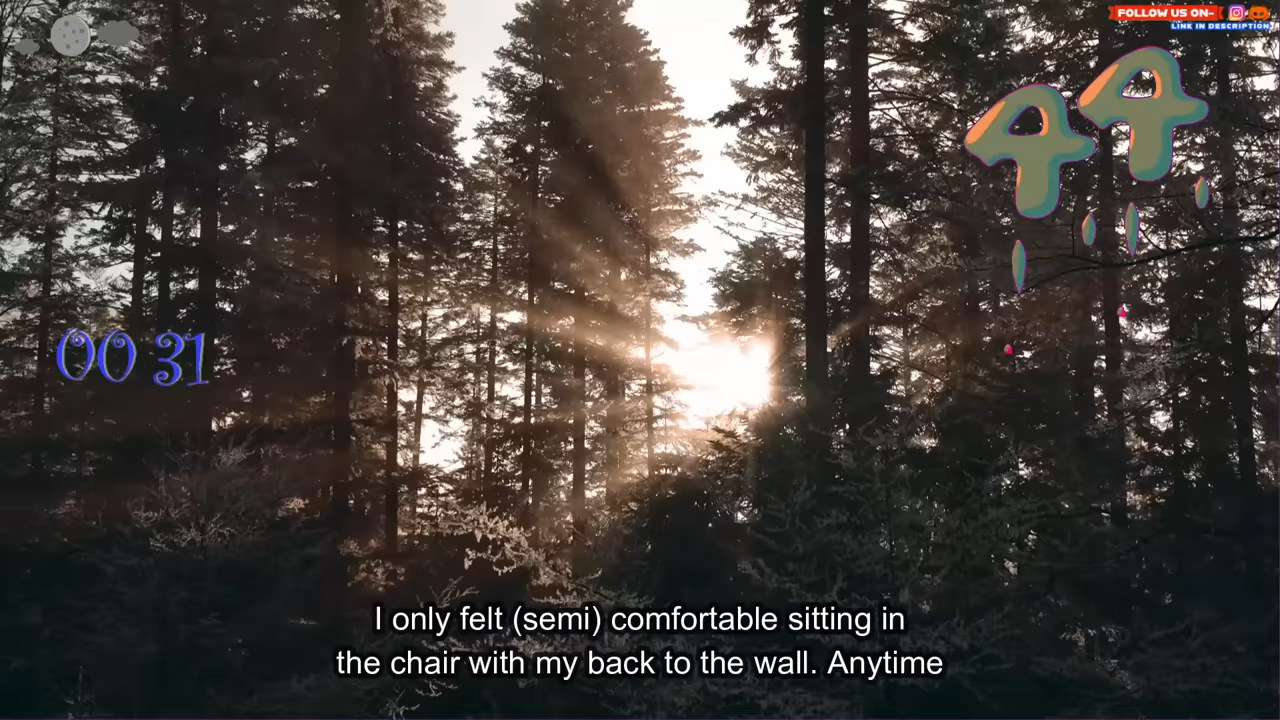 FOLLOW US ON-
LINK IN DESCRIPTION
44
00 31
I only felt (semi) comfortable sitting in
the chair with my back to the wall. Anytime